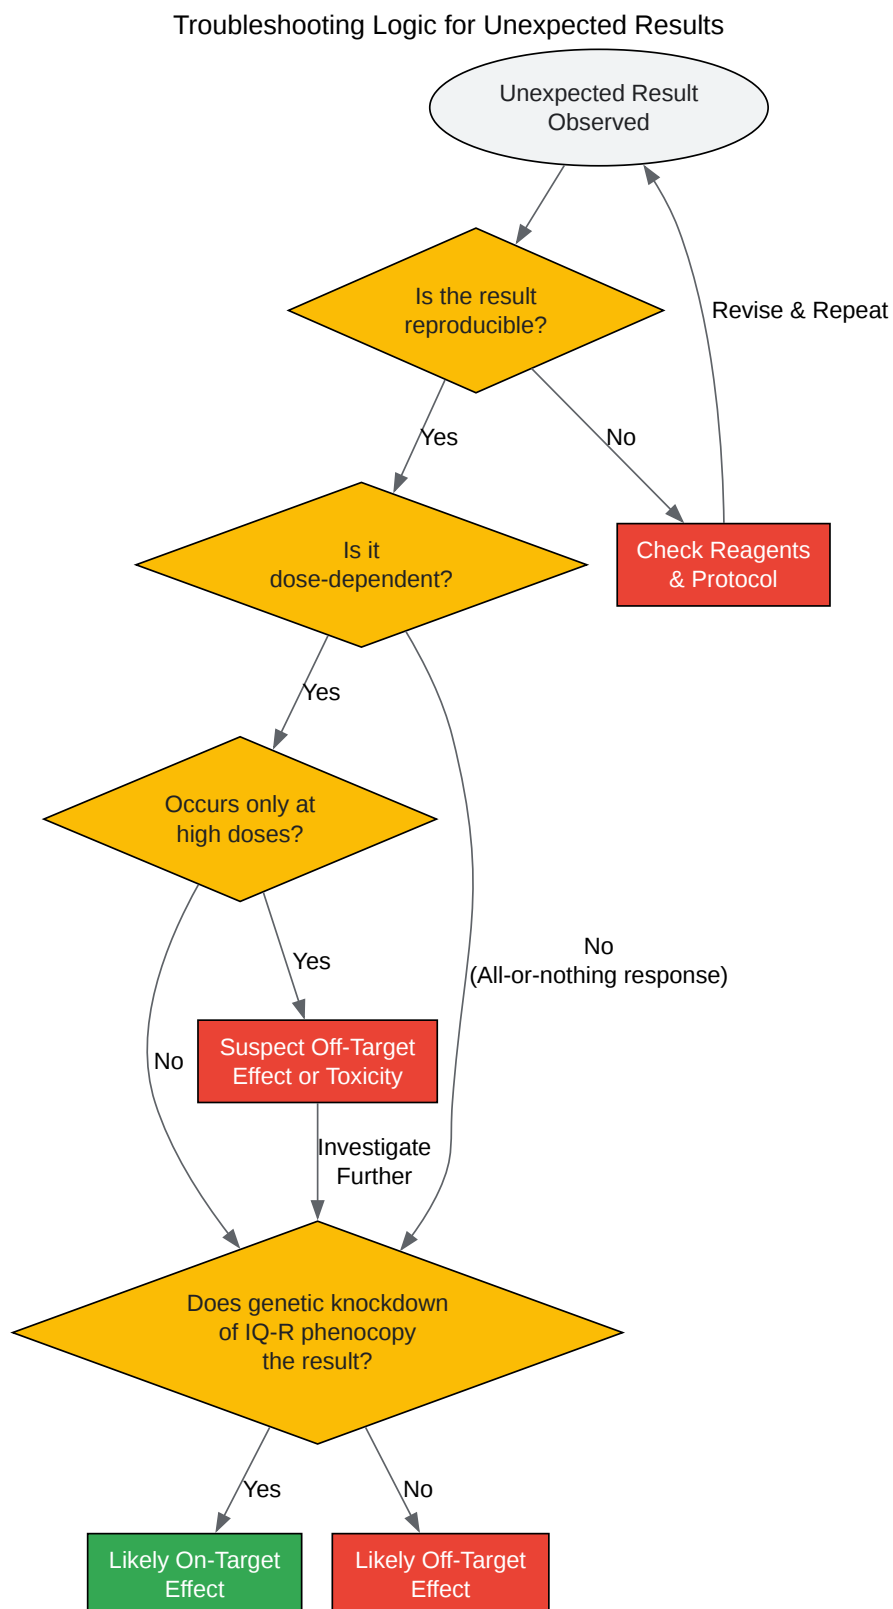 Troubleshooting Logic for Unexpected Results
Unexpected Result
Observed
Is the result
reproducible?
Revise & Repeat
Yes
No
Is it
dose-dependent?
Check Reagents
& Protocol
Yes
Occurs only at
high doses?
No
(All-or-nothing response)
Yes
No
Suspect Off-Target
Effect or Toxicity
Investigate
Further
Does genetic knockdown
of IQ-R phenocopy
the result?
Yes
No
Likely On-Target
Effect
Likely Off-Target
Effect